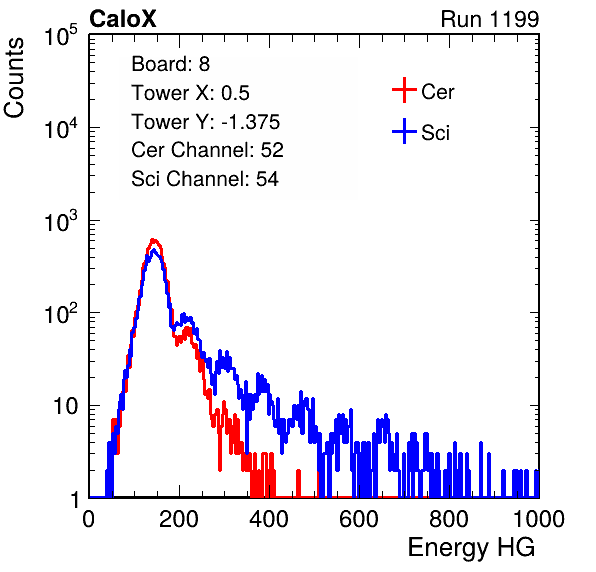 CaloX Run 1199
Counts
Board: 8
Tower X: 0.5
Tower Y: -1.375
Cer Channel: 52
Sci Channel: 54
Cer
Sci
10^5
10^4
10^3
10^2
10
1
0 200 400 600 800 1000
Energy HG